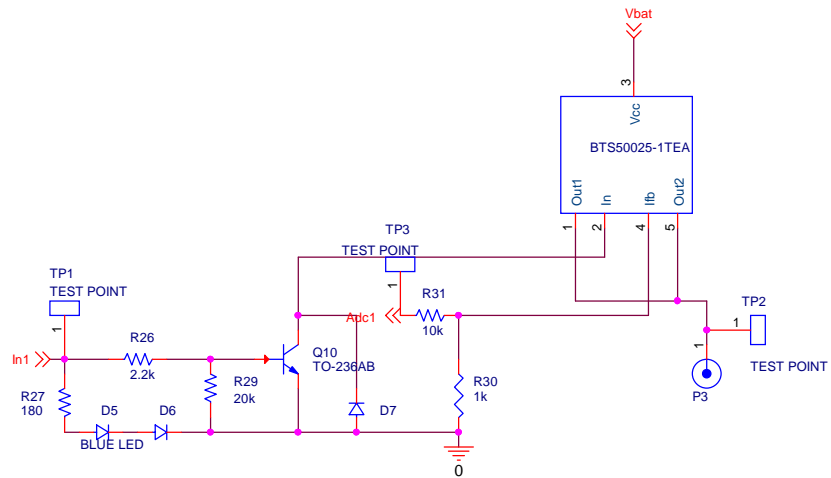 Vbat
3
Vcc
BTS50025-1TEA
Out1
In
Ifb
Out2
1
2
4
5
TP3
TEST POINT
1
TP1
TEST POINT
1
R31
Adc1
10k
TP2
1
TEST POINT
In1
R26
2.2k
Q10
TO-236AB
1
P3
R27
180
R29
20k
R30
1k
D5
D6
D7
BLUE LED
0